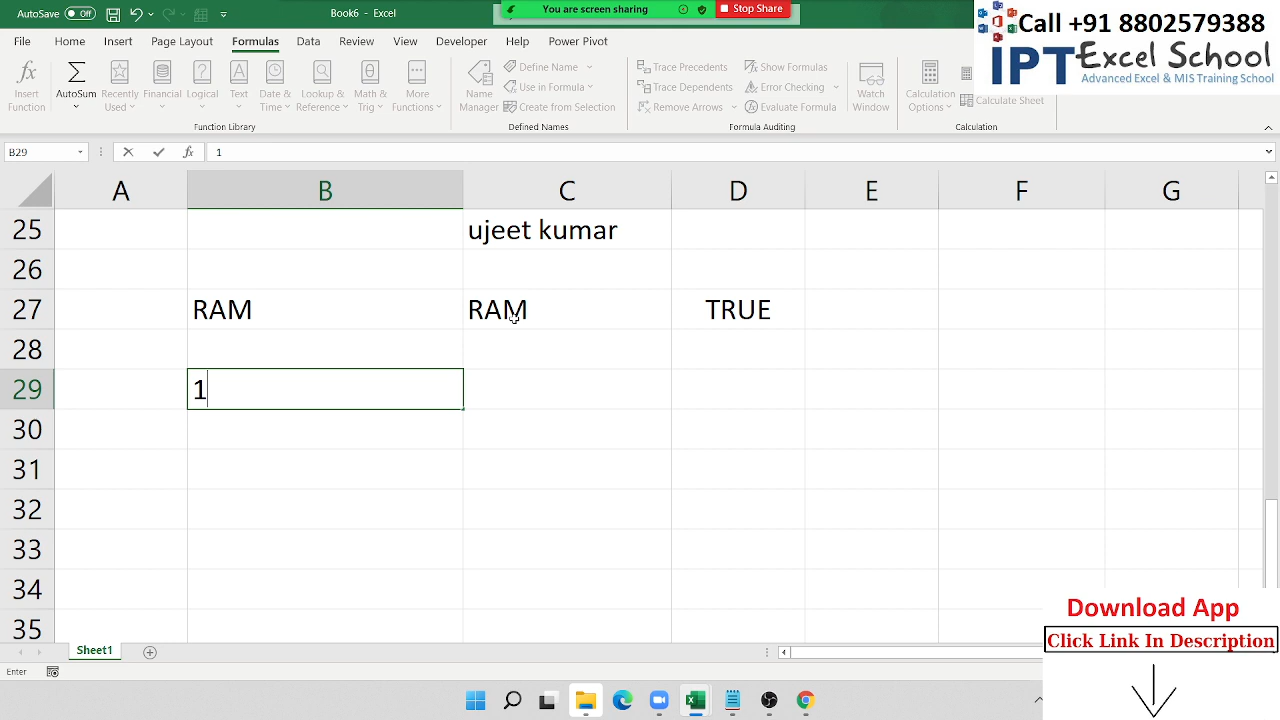 AutoSave Off Book6 - Excel You are screen sharing Stop Share
Call +91 8802579388
IPT Excel School
Advanced Excel & MIS Training School
File Home Insert Page Layout Formulas Data Review View Developer Help Power Pivot
Insert Function
AutoSum
Recently Used
Financial
Logical
Text
Date & Time
Lookup & Reference
Math & Trig
More Functions
Function Library
Name Manager
Define Name
Use in Formula
Create from Selection
Defined Names
Trace Precedents
Trace Dependents
Remove Arrows
Show Formulas
Error Checking
Evaluate Formula
Formula Auditing
Watch Window
Calculation Options
Calculate Sheet
Calculation
B29 fx 1
A B C D E F G
25 ujeet kumar
26
27 RAM RAM TRUE
28
29 1
30
31
32
33
34
35
Sheet1
Enter
Download App
Click Link In Description